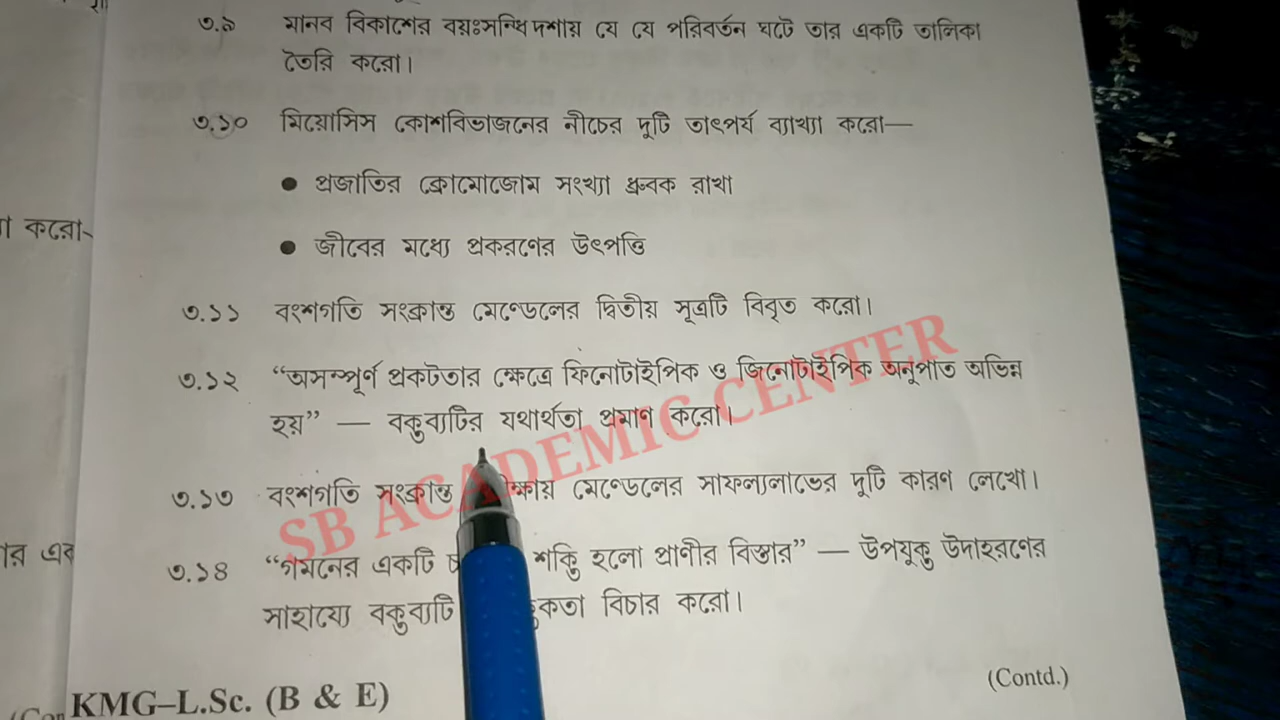 ৩.৯ মানব বিকাশের বয়ঃসন্ধি দশায় যে যে পরিবর্তন ঘটে তার একটি তালিকা
তৈরি করো।
৩.১০ মিয়োসিস কোশবিভাজনের নীচের দুটি তাৎপর্য ব্যাখ্যা করো—
● প্রজাতির ক্রোমোজোম সংখ্যা ধ্রুবক রাখা
● জীবের মধ্যে প্রকরণের উৎপত্তি
করো-
৩.১১ বংশগতি সংক্রান্ত মেণ্ডেলের দ্বিতীয় সূত্রটি বিবৃত করো।
৩.১২ “অসম্পূর্ণ প্রকটতার ক্ষেত্রে ফিনোটাইপিক ও জিনোটাইপিক অনুপাত অভিন্ন
হয়” — বক্তব্যটির যথার্থতা প্রমাণ করো।
SB ACADEMIC CENTER
৩.১৩ বংশগতি সংক্রান্ত মেণ্ডেলের সাফল্যলাভের দুটি কারণ লেখো।
৩.১৪ “গমনের একটি শক্তি হলো প্রাণীর বিস্তার” — উপযুক্ত উদাহরণের
সাহায্যে বক্তব্যটি বিচার করো।
(Contd.)
KMG–L.Sc. (B & E)